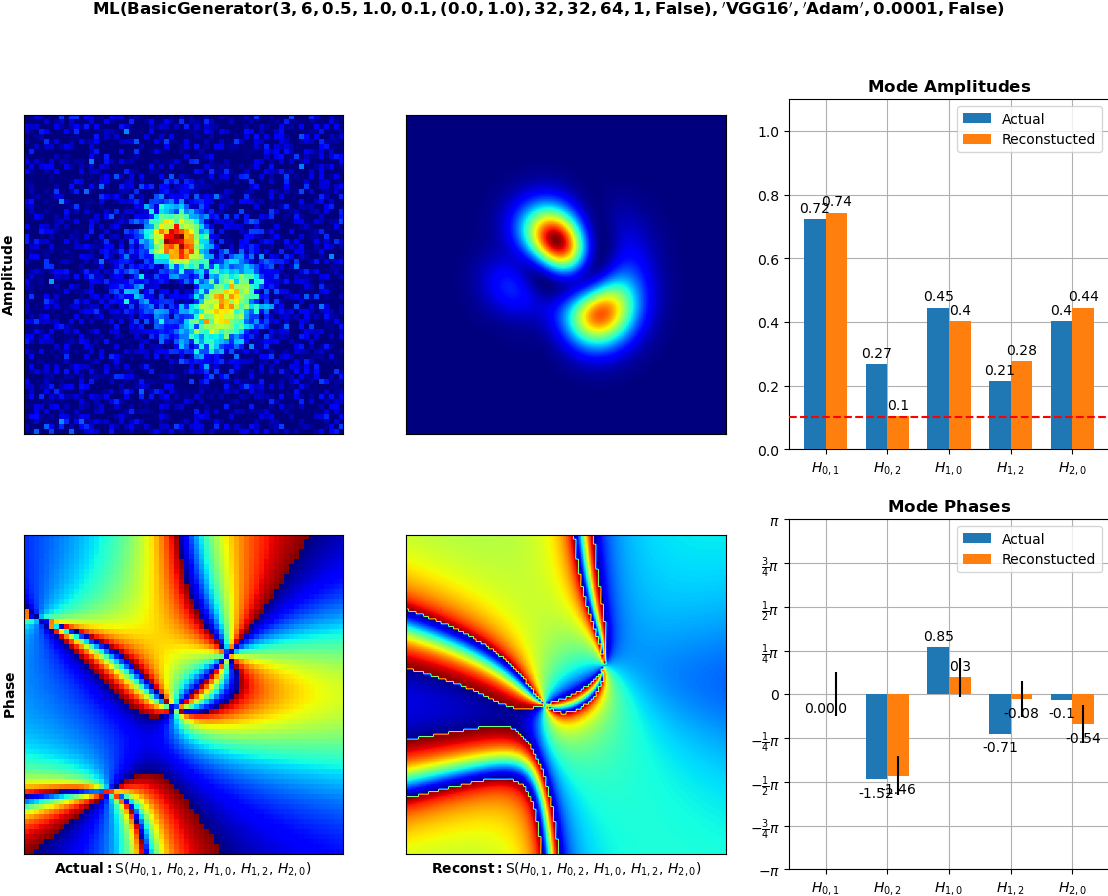 ML(BasicGenerator(3, 6, 0.5, 1.0, 0.1, (0.0, 1.0), 32, 32, 64, 1, False), ′VGG16′, ′Adam′, 0.0001, False)
Amplitude
Mode Amplitudes
Actual
Reconstucted
1.0
0.8
0.6
0.4
0.2
0.0
0.72
0.74
0.27
0.1
0.45
0.4
0.21
0.28
0.4
0.44
H0,1
H0,2
H1,0
H1,2
H2,0
Phase
Actual: S(H0,1, H0,2, H1,0, H1,2, H2,0)
Reconst: S(H0,1, H0,2, H1,0, H1,2, H2,0)
Mode Phases
Actual
Reconstucted
π
3/4π
1/2π
1/4π
0
−1/4π
−1/2π
−3/4π
−π
0.0
0.0
-1.52
-1.46
0.85
0.3
-0.71
-0.08
-0.1
-0.54
H0,1
H0,2
H1,0
H1,2
H2,0